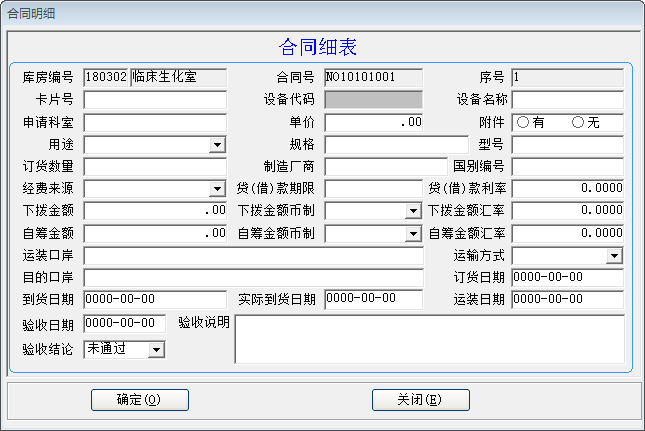 合同明细
合同细表
库房编号 180302 临床生化室 合同号 NO10101001 序号 1
卡片号 设备代码 设备名称
申请科室 单价 .00 附件 有 无
用途 规格 型号
订货数量 制造厂商 国别编号
经费来源 贷(借)款期限 贷(借)款利率 0.0000
下拨金额 .00 下拨金额币制 下拨金额汇率 0.0000
自筹金额 .00 自筹金额币制 自筹金额汇率 0.0000
运装口岸 运输方式
目的口岸 订货日期 0000-00-00
到货日期 0000-00-00 实际到货日期 0000-00-00 运装日期 0000-00-00
验收日期 0000-00-00 验收说明
验收结论 未通过
确定(O) 关闭(E)